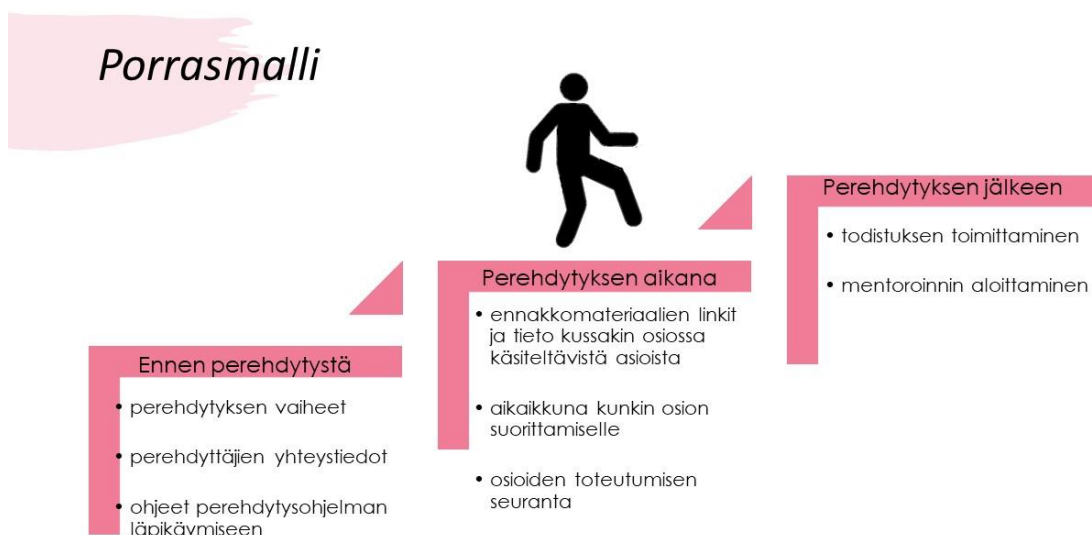 Porrasmalli
Ennen perehdytystä
• perehdytyksen vaiheet
• perehdyttäjien yhteystiedot
• ohjeet perehdytysohjelman
läpikäymiseen
Perehdytyksen aikana
• ennakkomateriaalien linkit
ja tieto kussakin osiossa
käsiteltävistä asioista
• aikaikkuna kunkin osion
suorittamiselle
• osioiden toteutumisen
seuranta
Perehdytyksen jälkeen
• todistuksen toimittaminen
• mentoroinnin aloittaminen